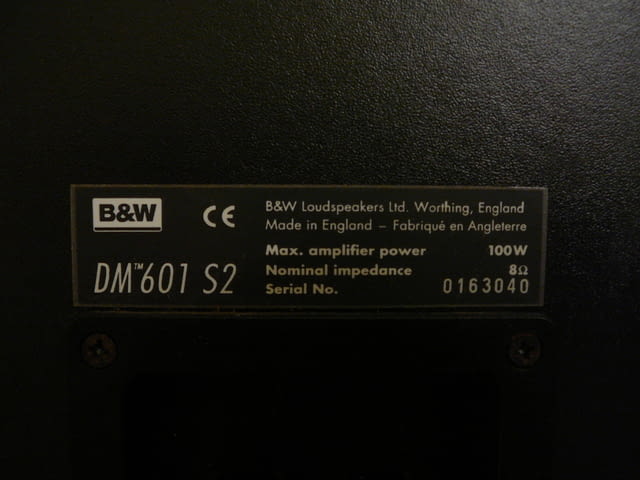 B&W
CE
DM™601 S2
B&W Loudspeakers Ltd. Worthing, England
Made in England – Fabriqué en Angleterre
Max. amplifier power 100W
Nominal impedance 8Ω
Serial No. 0163040